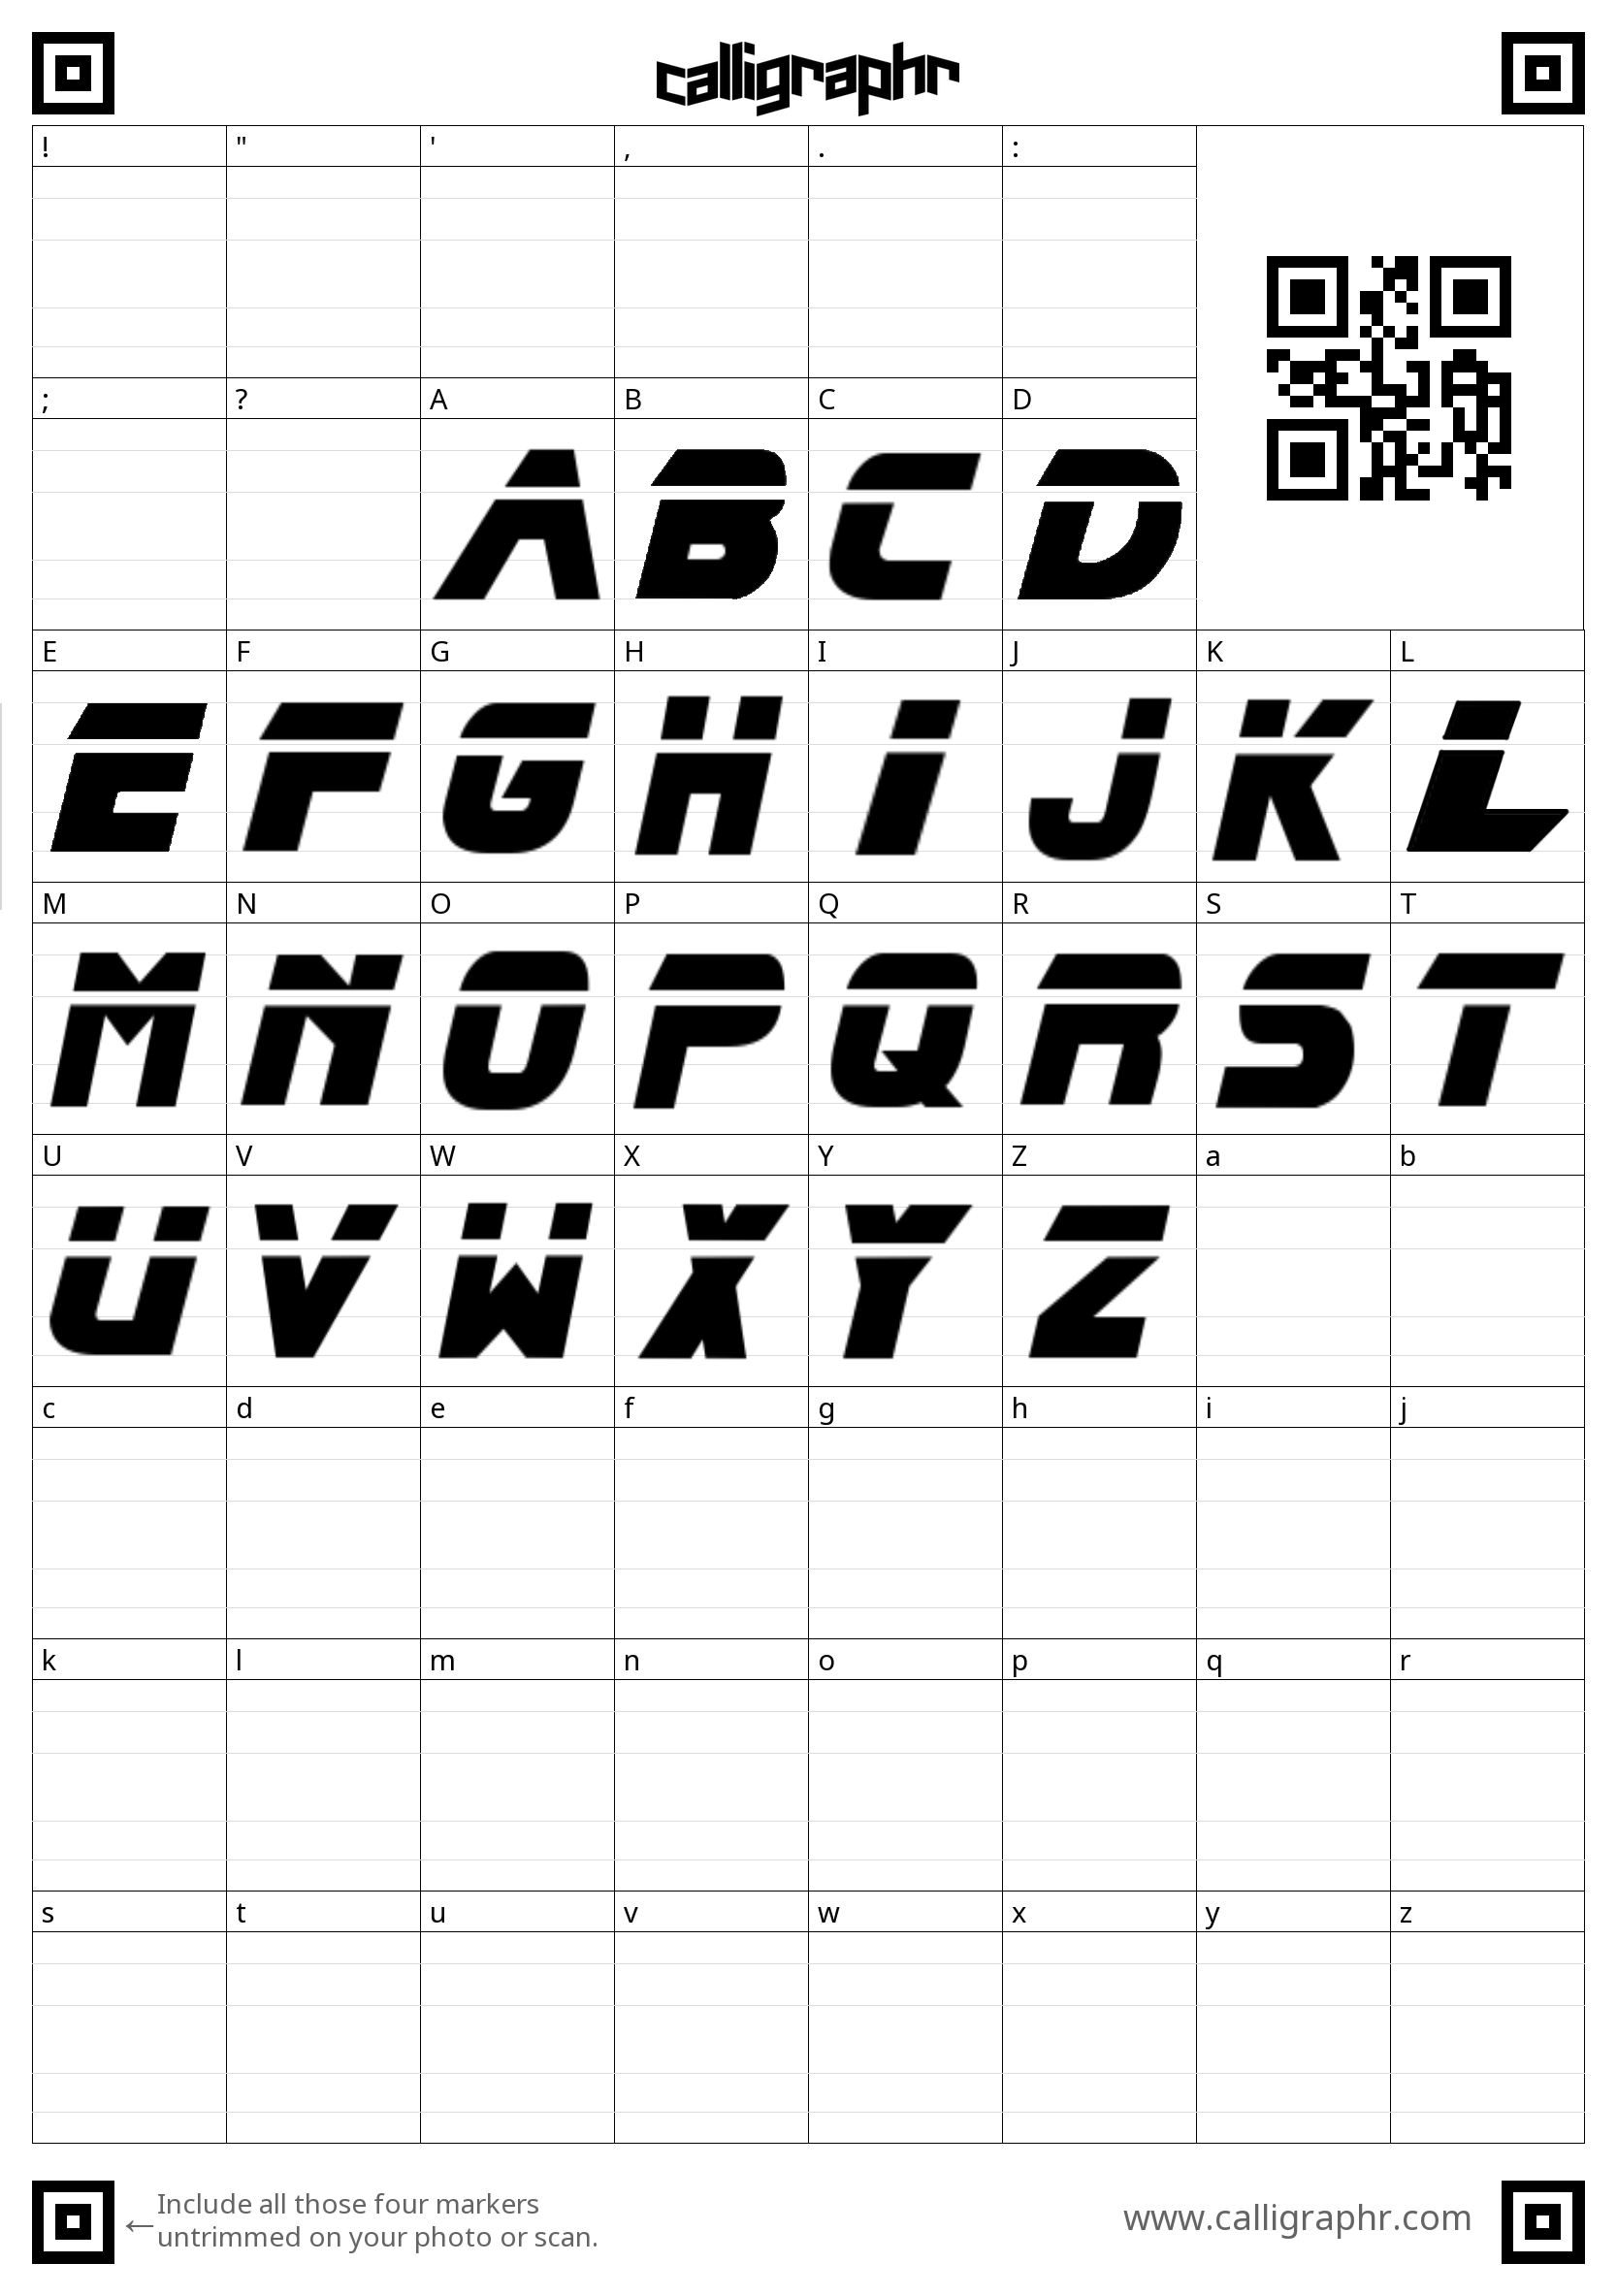 calligraphr
! " ' , . :
; ? A B C D
A B C D
E F G H I J K L
E F G H I J K L
M N O P Q R S T
M N O P Q R S T
U V W X Y Z a b
U V W X Y Z
c d e f g h i j
k l m n o p q r
s t u v w x y z
←Include all those four markers
untrimmed on your photo or scan.
www.calligraphr.com